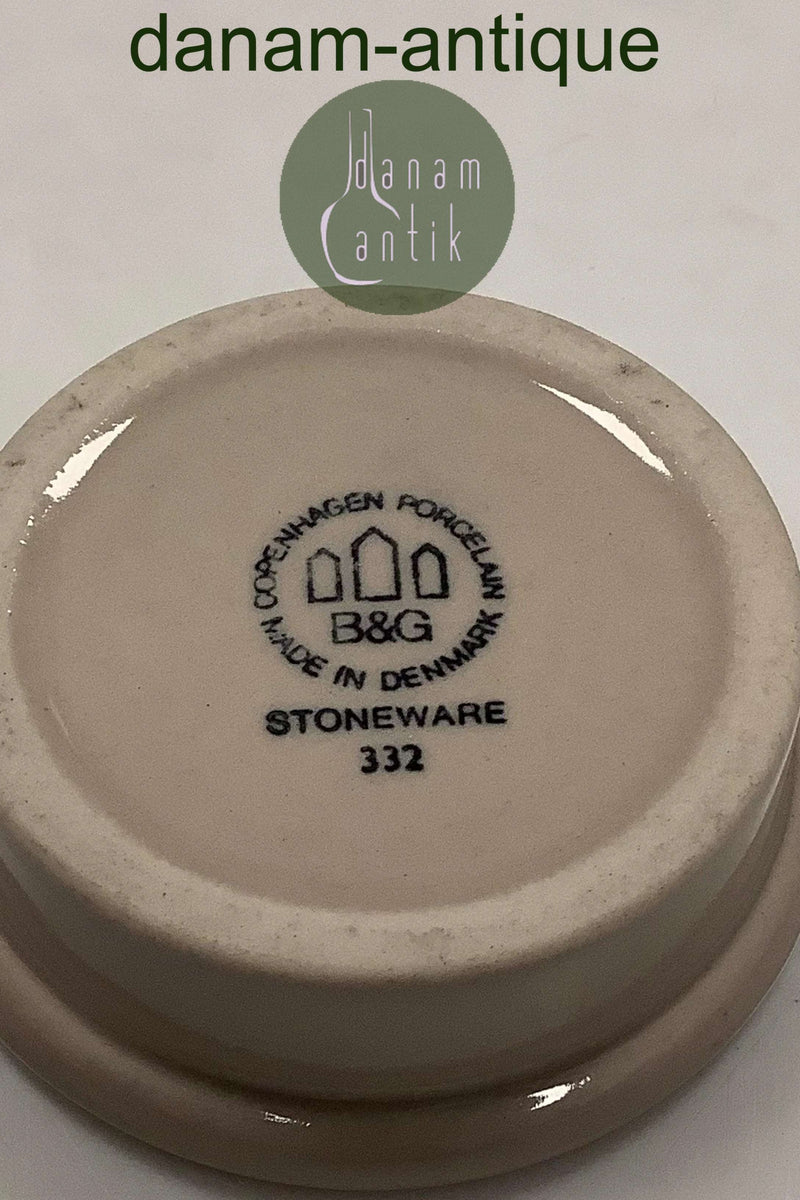 danam-antique
danam
antik
COPENHAGEN PORCELAIN
B&G
MADE IN DENMARK
STONEWARE
332